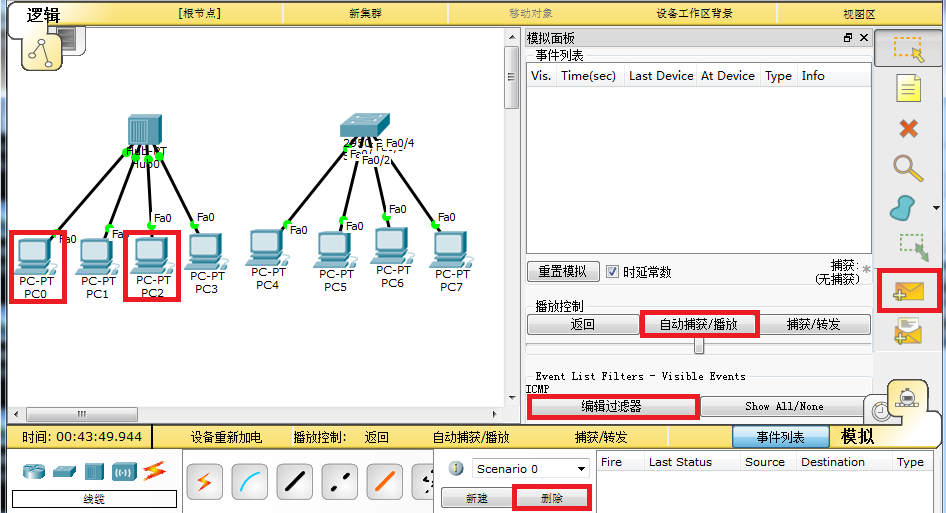 逻辑 [根节点] 新集群 移动对象 设备工作区背景 视图区
模拟面板
事件列表
Vis. Time(sec) Last Device At Device Type Info
Hub-PT
Hub0
Fa0/4
Fa0/2
Fa0 Fa0 Fa0 Fa0 Fa0
Fa0 Fa0
Fa0
PC-PT
PC0
PC-PT
PC1
PC-PT
PC2
PC-PT
PC3
PC-PT
PC4
PC-PT
PC5
PC-PT
PC6
PC-PT
PC7
重置模拟 时延常数 捕获:
(无捕获)
*
播放控制
返回 自动捕获/播放 捕获/转发
Event List Filters - Visible Events
ICMP
编辑过滤器 Show All/None
时间: 00:43:49.944 设备重新加电 播放控制: 返回 自动捕获/播放 捕获/转发 事件列表 模拟
线缆
Scenario 0
新建 删除
Fire Last Status Source Destination Type